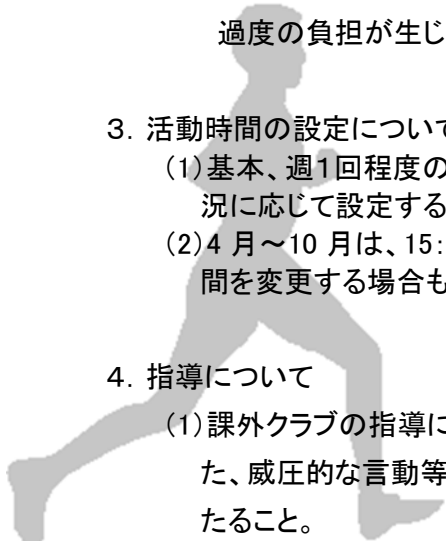 過度の負担が生じ
３．活動時間の設定について
（1）基本、週１回程度の
況に応じて設定する
（2）4 月～10 月は、15：
間を変更する場合も
４．指導について
（1）課外クラブの指導に
た、威圧的な言動等
たること。